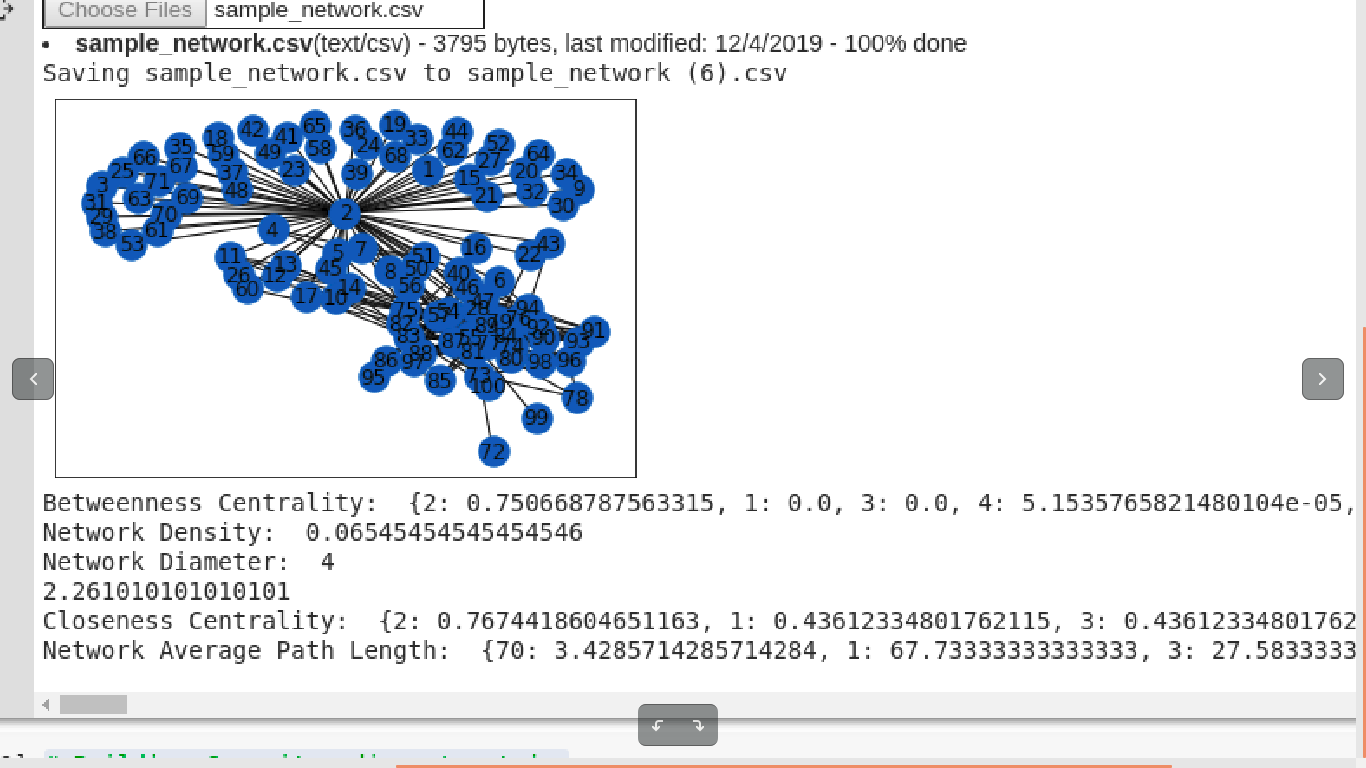 Choose Files sample_network.csv
• sample_network.csv(text/csv) - 3795 bytes, last modified: 12/4/2019 - 100% done
Saving sample_network.csv to sample_network (6).csv
65 36 19
42 41 33 44
18 24 52
35 59 49 58 68 62 27 64
66 67 23 39 1 20 34
25 37 15
3 71 48 21 32 9
31 63 69 30
29 70 2
38 61 4
53 5 7 16 43
11 13 51 22
26 12 45 8 50 40
60 14 56 46 6
17 10 47
75 54 28 94
82 57 76 92 91
83 87 90 93
86 97 88 81 80 98 96
95 85 73
100 78
99
72
Betweenness Centrality:  {2: 0.750668787563315, 1: 0.0, 3: 0.0, 4: 5.1535765821480104e-05,
Network Density:  0.06545454545454546
Network Diameter:  4
2.261010101010101
Closeness Centrality:  {2: 0.7674418604651163, 1: 0.43612334801762115, 3: 0.43612334801762
Network Average Path Length:  {70: 3.4285714285714284, 1: 67.73333333333333, 3: 27.5833333